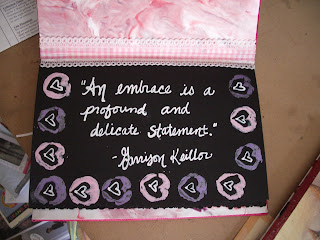 "An embrace is a
profound and
delicate statement."
-Garrison Keillor